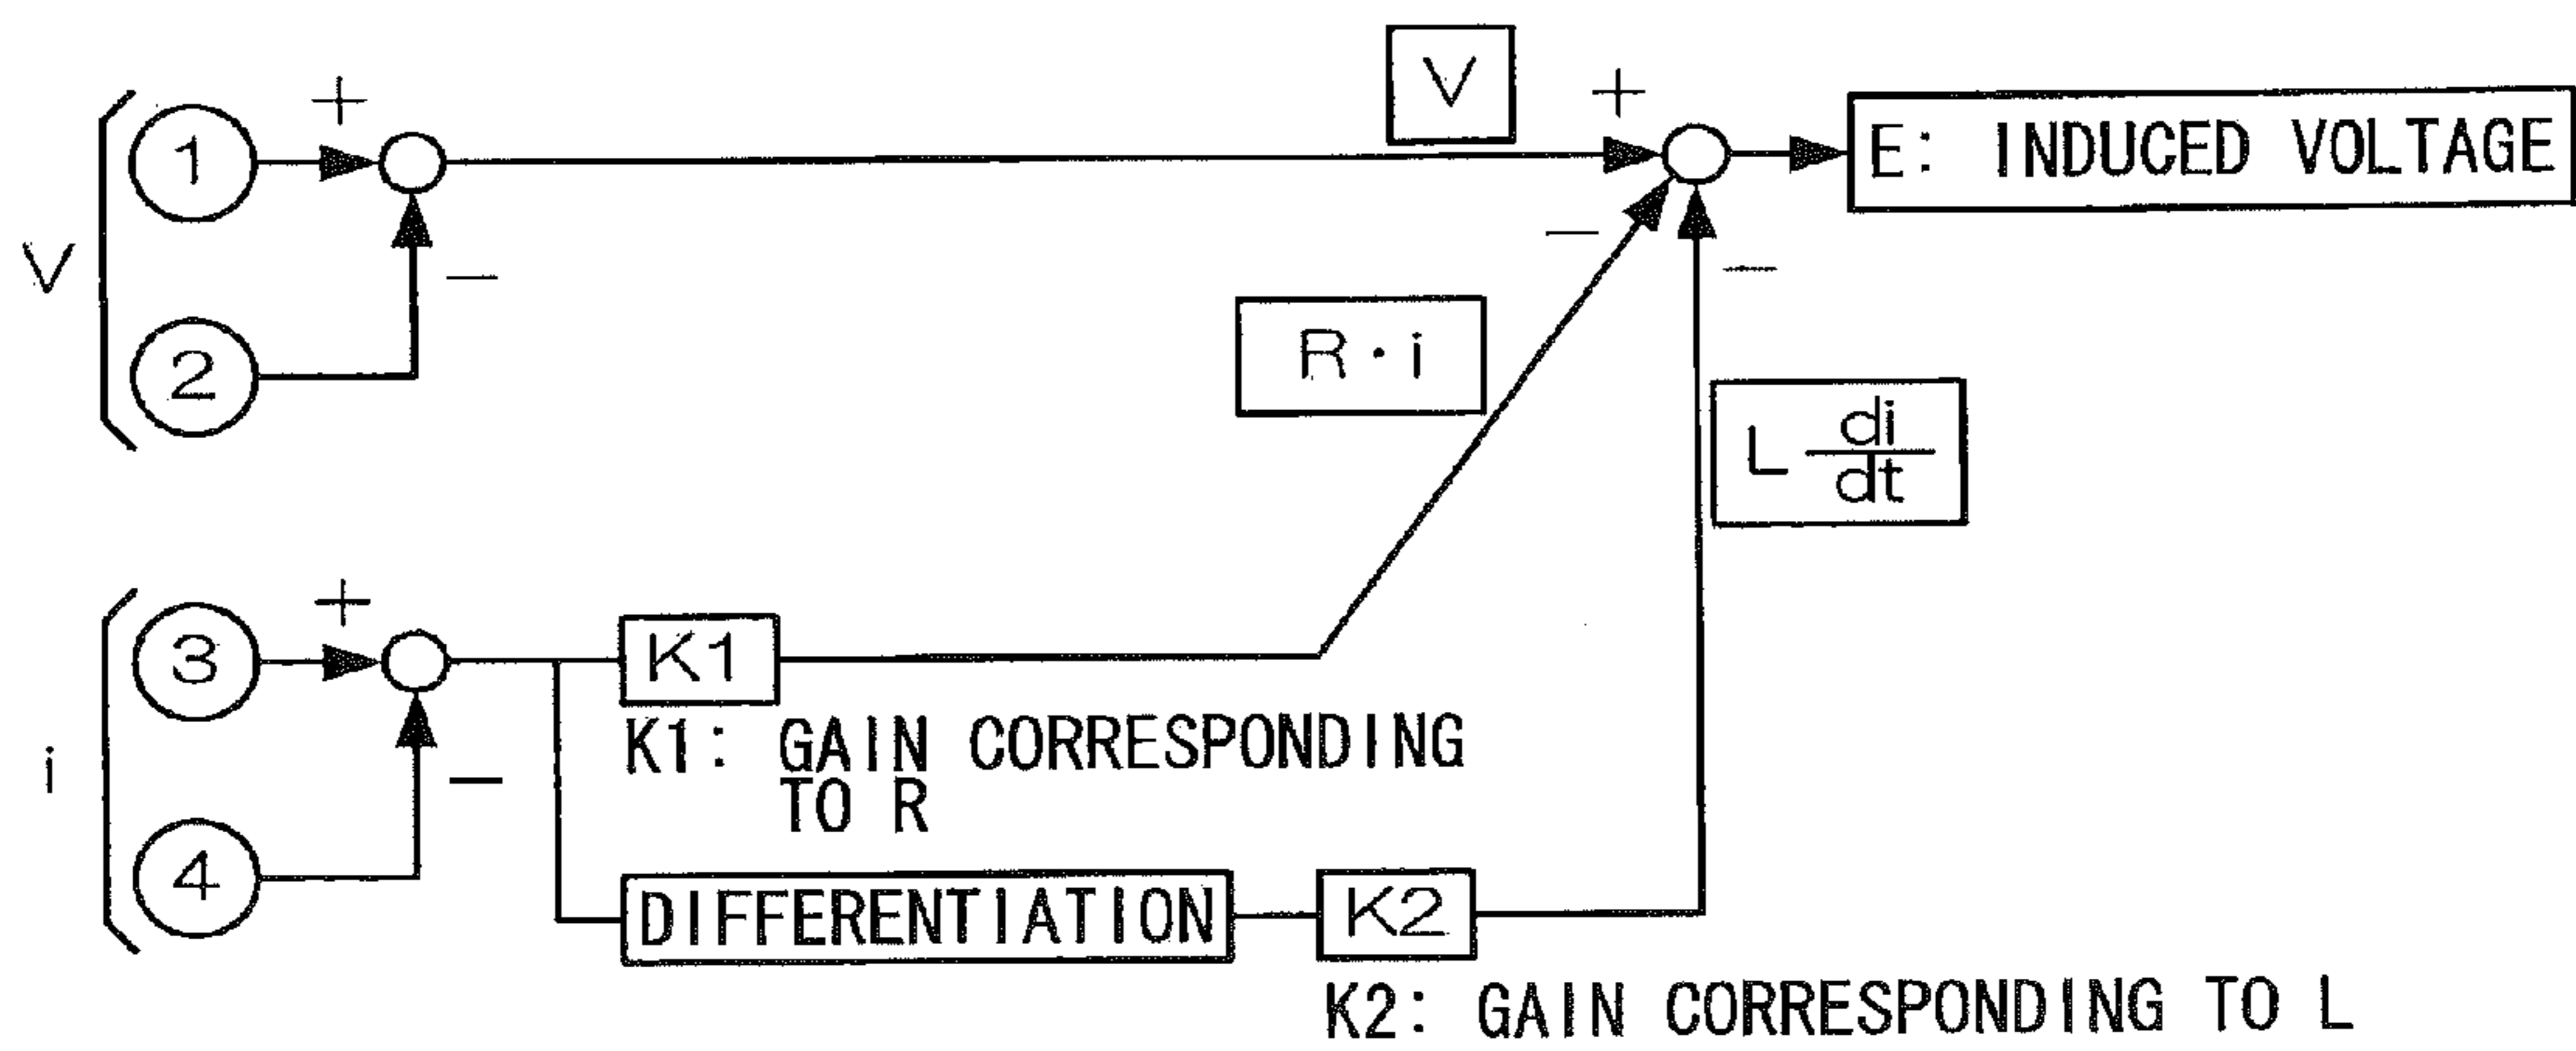 V
+
1
−
2
V
+
−
−
E: INDUCED VOLTAGE
R·i
L di/dt
i
+
3
−
4
K1
K1: GAIN CORRESPONDING
TO R
DIFFERENTIATION
K2
K2: GAIN CORRESPONDING TO L